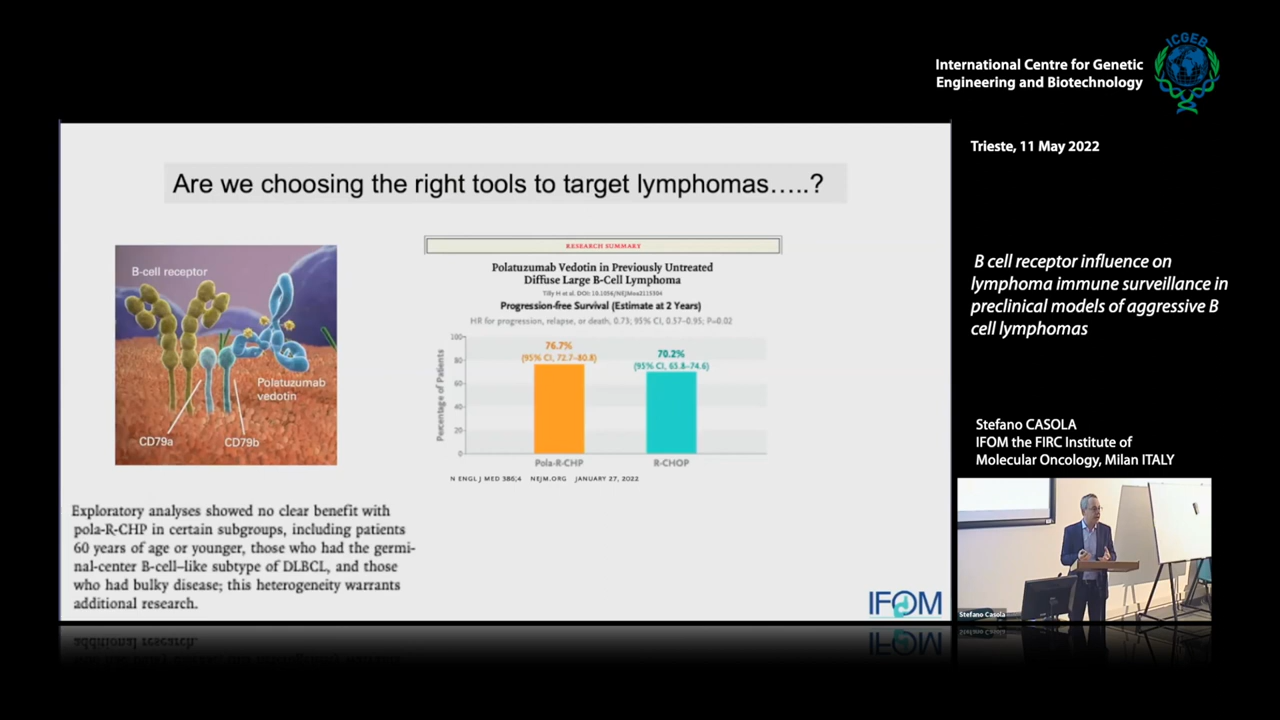 International Centre for Genetic
Engineering and Biotechnology
ICGEB
Trieste, 11 May 2022
Are we choosing the right tools to target lymphomas…..?
B-cell receptor
Polatuzumab
vedotin
CD79a
CD79b
RESEARCH SUMMARY
Polatuzumab Vedotin in Previously Untreated
Diffuse Large B-Cell Lymphoma
Tilly H et al. DOI: 10.1056/NEJMoa2115304
Progression-free Survival (Estimate at 2 Years)
HR for progression, relapse, or death, 0.73; 95% CI, 0.57–0.95; P=0.02
Percentage of Patients
100
80
60
40
20
0
76.7%
(95% CI, 72.7–80.8)
70.2%
(95% CI, 65.8–74.6)
Pola-R-CHP
R-CHOP
N ENGL J MED 386;4 NEJM.ORG JANUARY 27, 2022
Exploratory analyses showed no clear benefit with
pola-R-CHP in certain subgroups, including patients
60 years of age or younger, those who had the germi-
nal-center B-cell–like subtype of DLBCL, and those
who had bulky disease; this heterogeneity warrants
additional research.
IFOM
B cell receptor influence on
lymphoma immune surveillance in
preclinical models of aggressive B
cell lymphomas
Stefano CASOLA
IFOM the FIRC Institute of
Molecular Oncology, Milan ITALY
Stefano Casola